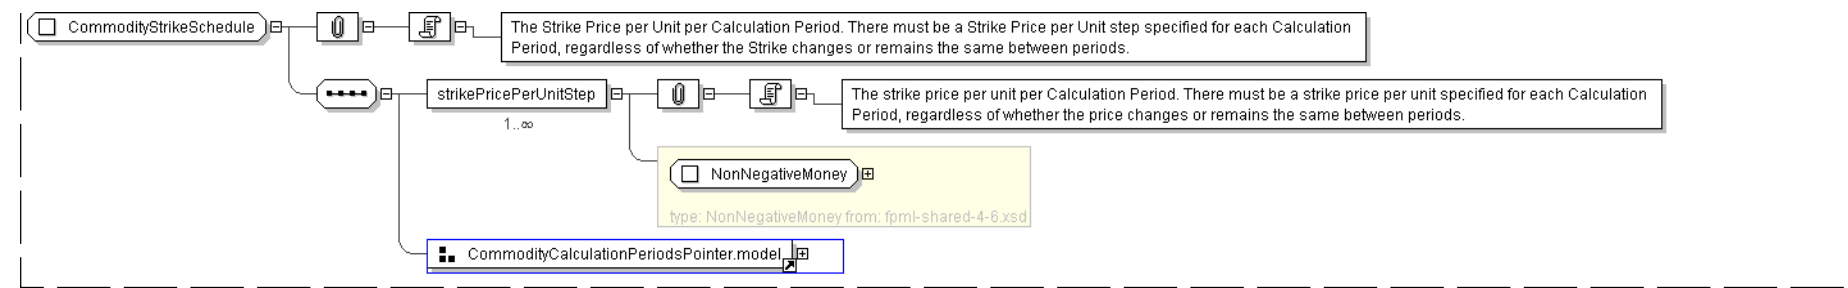 CommodityStrikeSchedule
The Strike Price per Unit per Calculation Period. There must be a Strike Price per Unit step specified for each Calculation
Period, regardless of whether the Strike changes or remains the same between periods.
strikePricePerUnitStep
1..∞
The strike price per unit per Calculation Period. There must be a strike price per unit specified for each Calculation
Period, regardless of whether the price changes or remains the same between periods.
NonNegativeMoney
type: NonNegativeMoney from: fpml-shared-4-6.xsd
CommodityCalculationPeriodsPointer.model